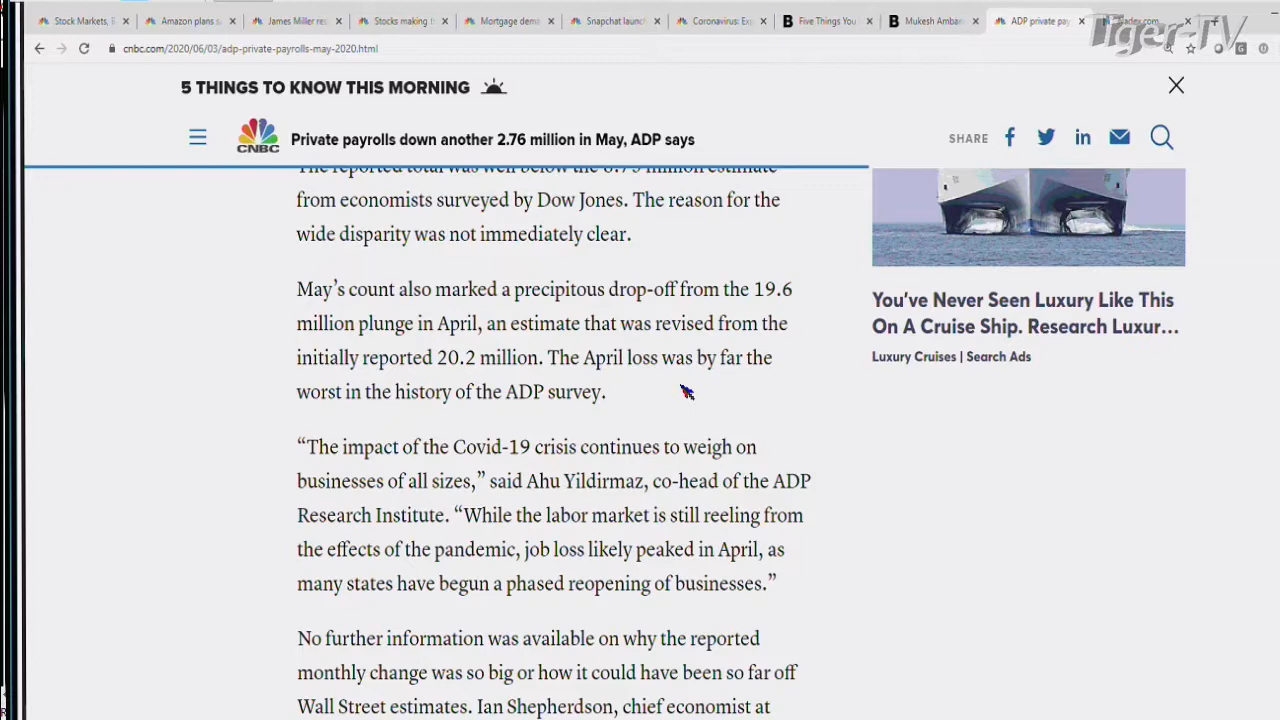 Stock Markets, B
Amazon plans s
James Miller res
Stocks making t
Mortgage dema
Snapchat launc
Coronavirus: Ex
Five Things You
Mukesh Amban
ADP private pay
Tiger-TV
cnbc.com/2020/06/03/adp-private-payrolls-may-2020.html
5 THINGS TO KNOW THIS MORNING
CNBC
Private payrolls down another 2.76 million in May, ADP says
SHARE
from economists surveyed by Dow Jones. The reason for the
wide disparity was not immediately clear.
May’s count also marked a precipitous drop-off from the 19.6
million plunge in April, an estimate that was revised from the
initially reported 20.2 million. The April loss was by far the
worst in the history of the ADP survey.
“The impact of the Covid-19 crisis continues to weigh on
businesses of all sizes,” said Ahu Yildirmaz, co-head of the ADP
Research Institute. “While the labor market is still reeling from
the effects of the pandemic, job loss likely peaked in April, as
many states have begun a phased reopening of businesses.”
No further information was available on why the reported
monthly change was so big or how it could have been so far off
Wall Street estimates. Ian Shepherdson, chief economist at
You’ve Never Seen Luxury Like This
On A Cruise Ship. Research Luxur...
Luxury Cruises | Search Ads